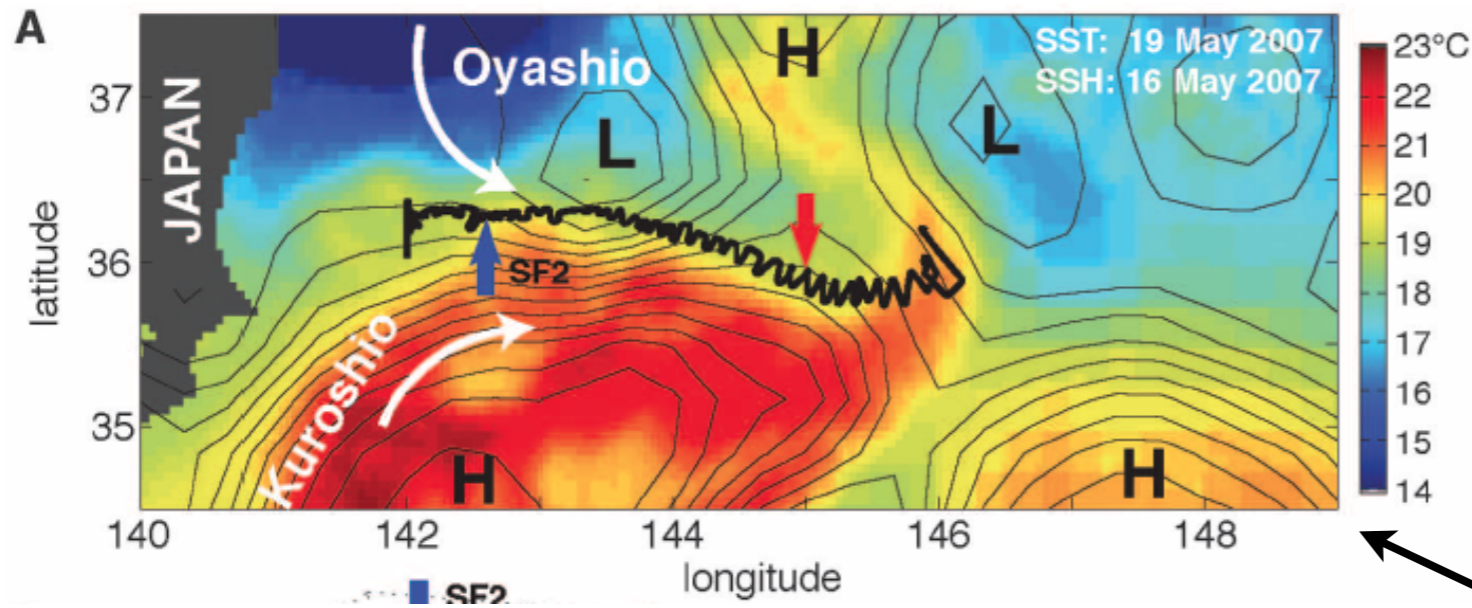 A
SST: 19 May 2007
SSH: 16 May 2007
23°C
22
21
20
19
18
17
16
15
14
Oyashio
H
L
L
JAPAN
SF2
Kuroshio
H
H
37
36
35
latitude
140
142
144
146
148
longitude
SF2